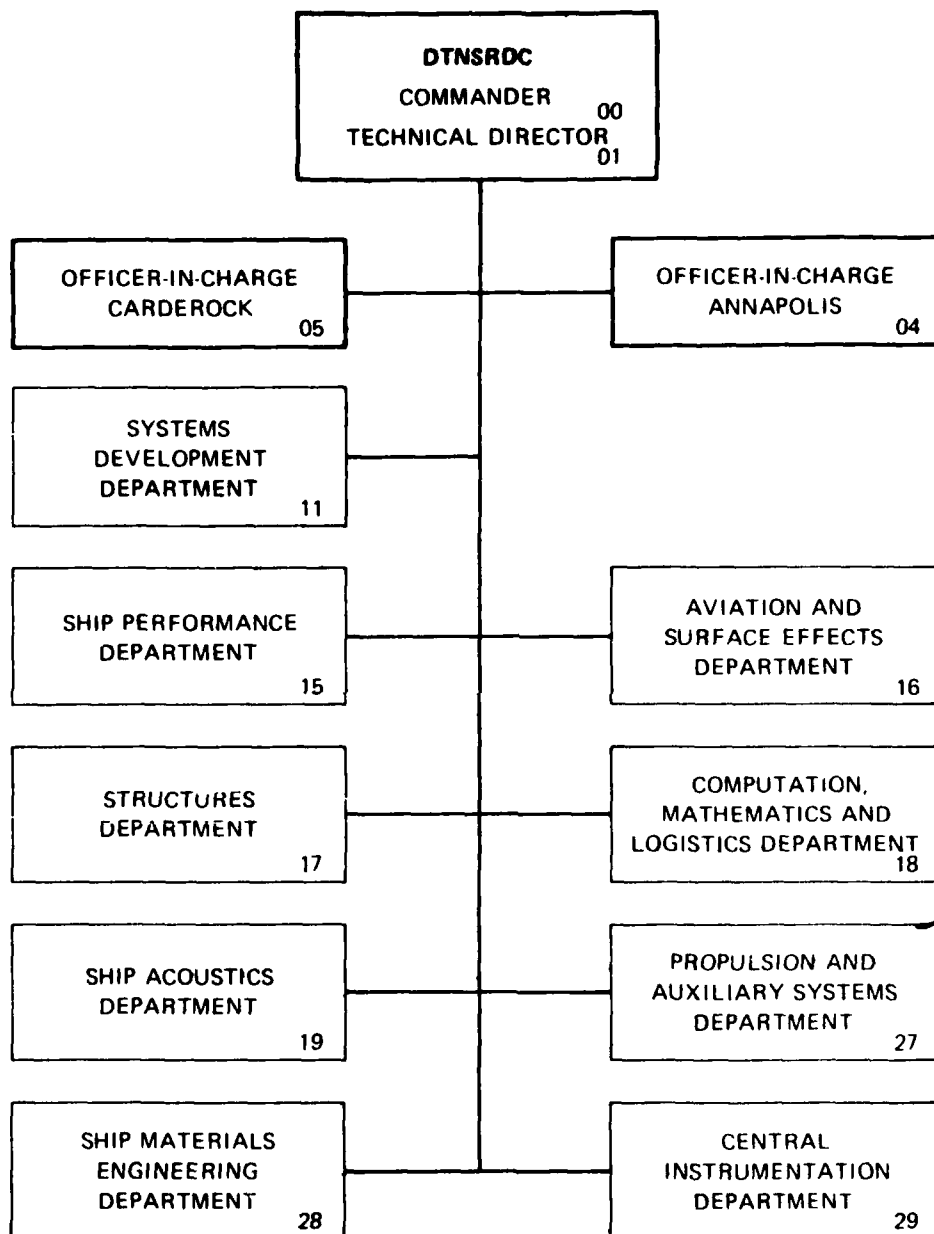 DTNSRDC
COMMANDER
00
TECHNICAL DIRECTOR
01
OFFICER-IN-CHARGE
CARDEROCK
05
OFFICER-IN-CHARGE
ANNAPOLIS
04
SYSTEMS
DEVELOPMENT
DEPARTMENT
11
SHIP PERFORMANCE
DEPARTMENT
15
AVIATION AND
SURFACE EFFECTS
DEPARTMENT
16
STRUCTURES
DEPARTMENT
17
COMPUTATION,
MATHEMATICS AND
LOGISTICS DEPARTMENT
18
SHIP ACOUSTICS
DEPARTMENT
19
PROPULSION AND
AUXILIARY SYSTEMS
DEPARTMENT
27
SHIP MATERIALS
ENGINEERING
DEPARTMENT
28
CENTRAL
INSTRUMENTATION
DEPARTMENT
29